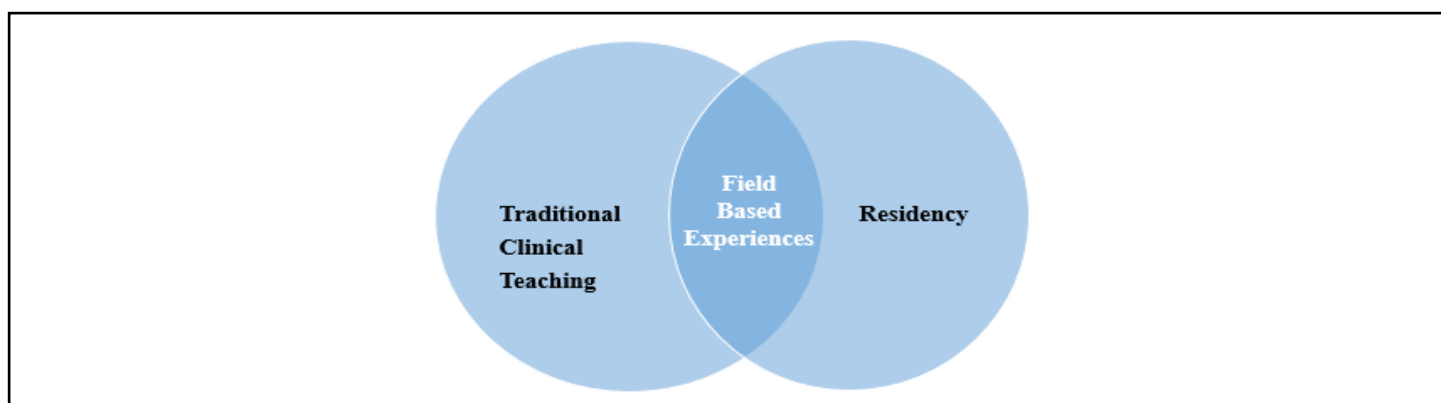 Traditional
Clinical
Teaching
Field
Based
Experiences
Residency